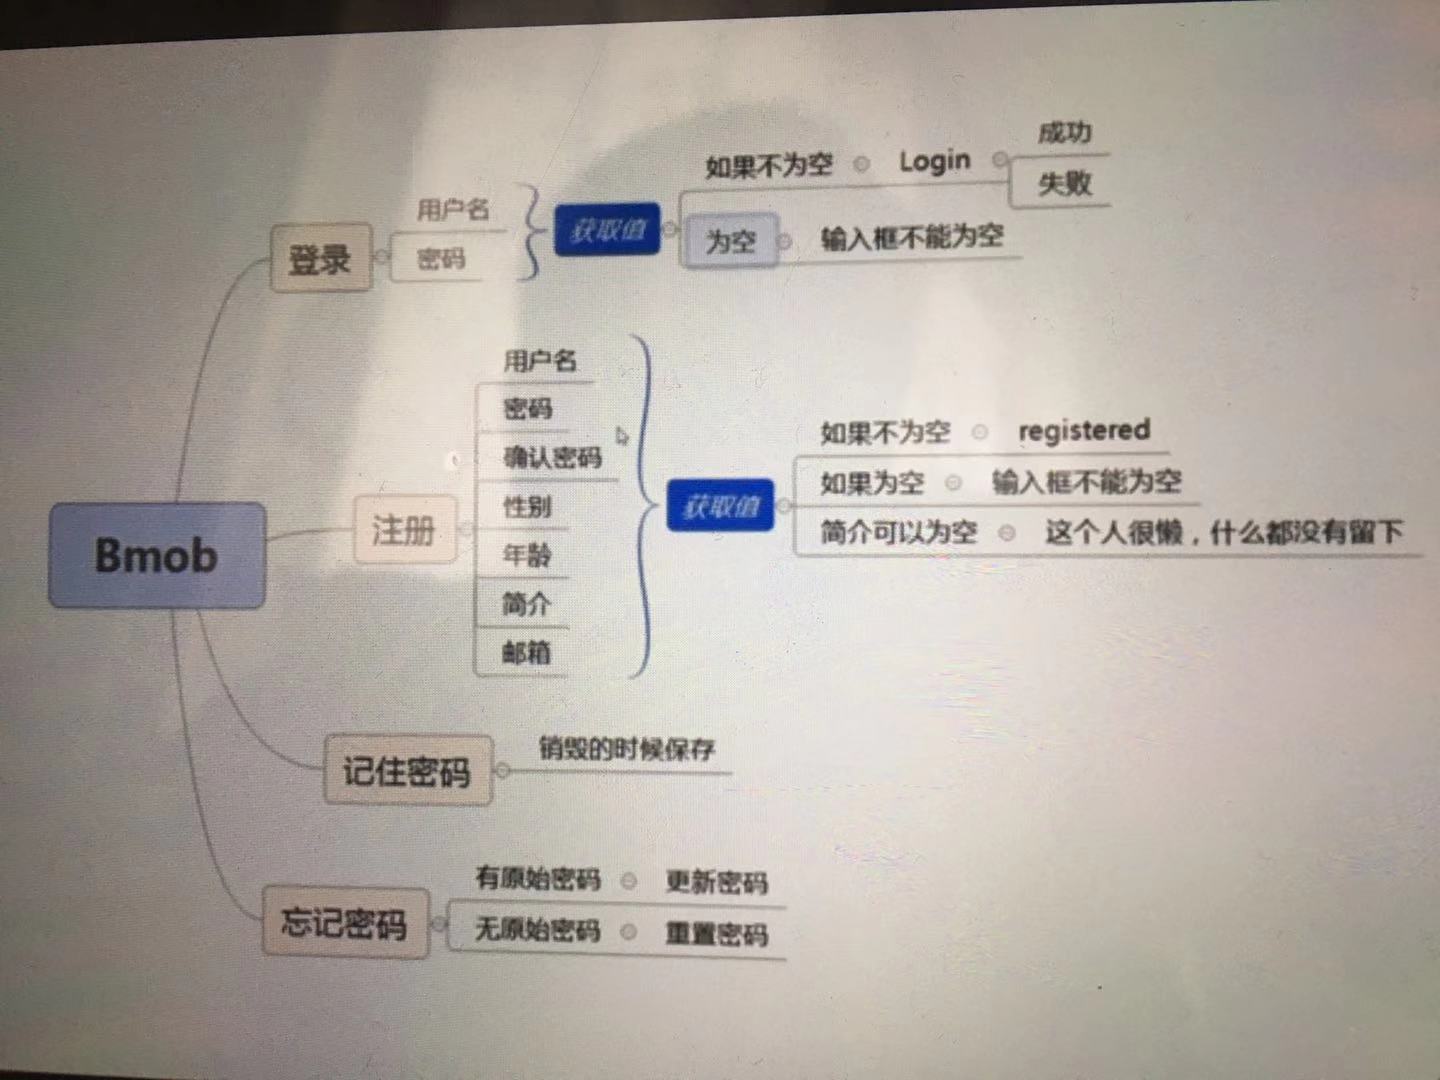 Bmob
登录
用户名
密码
获取值
如果不为空
Login
成功
失败
为空
输入框不能为空
注册
用户名
密码
确认密码
性别
年龄
简介
邮箱
获取值
如果不为空
registered
如果为空
输入框不能为空
简介可以为空
这个人很懒，什么都没有留下
记住密码
销毁的时候保存
忘记密码
有原始密码
更新密码
无原始密码
重置密码